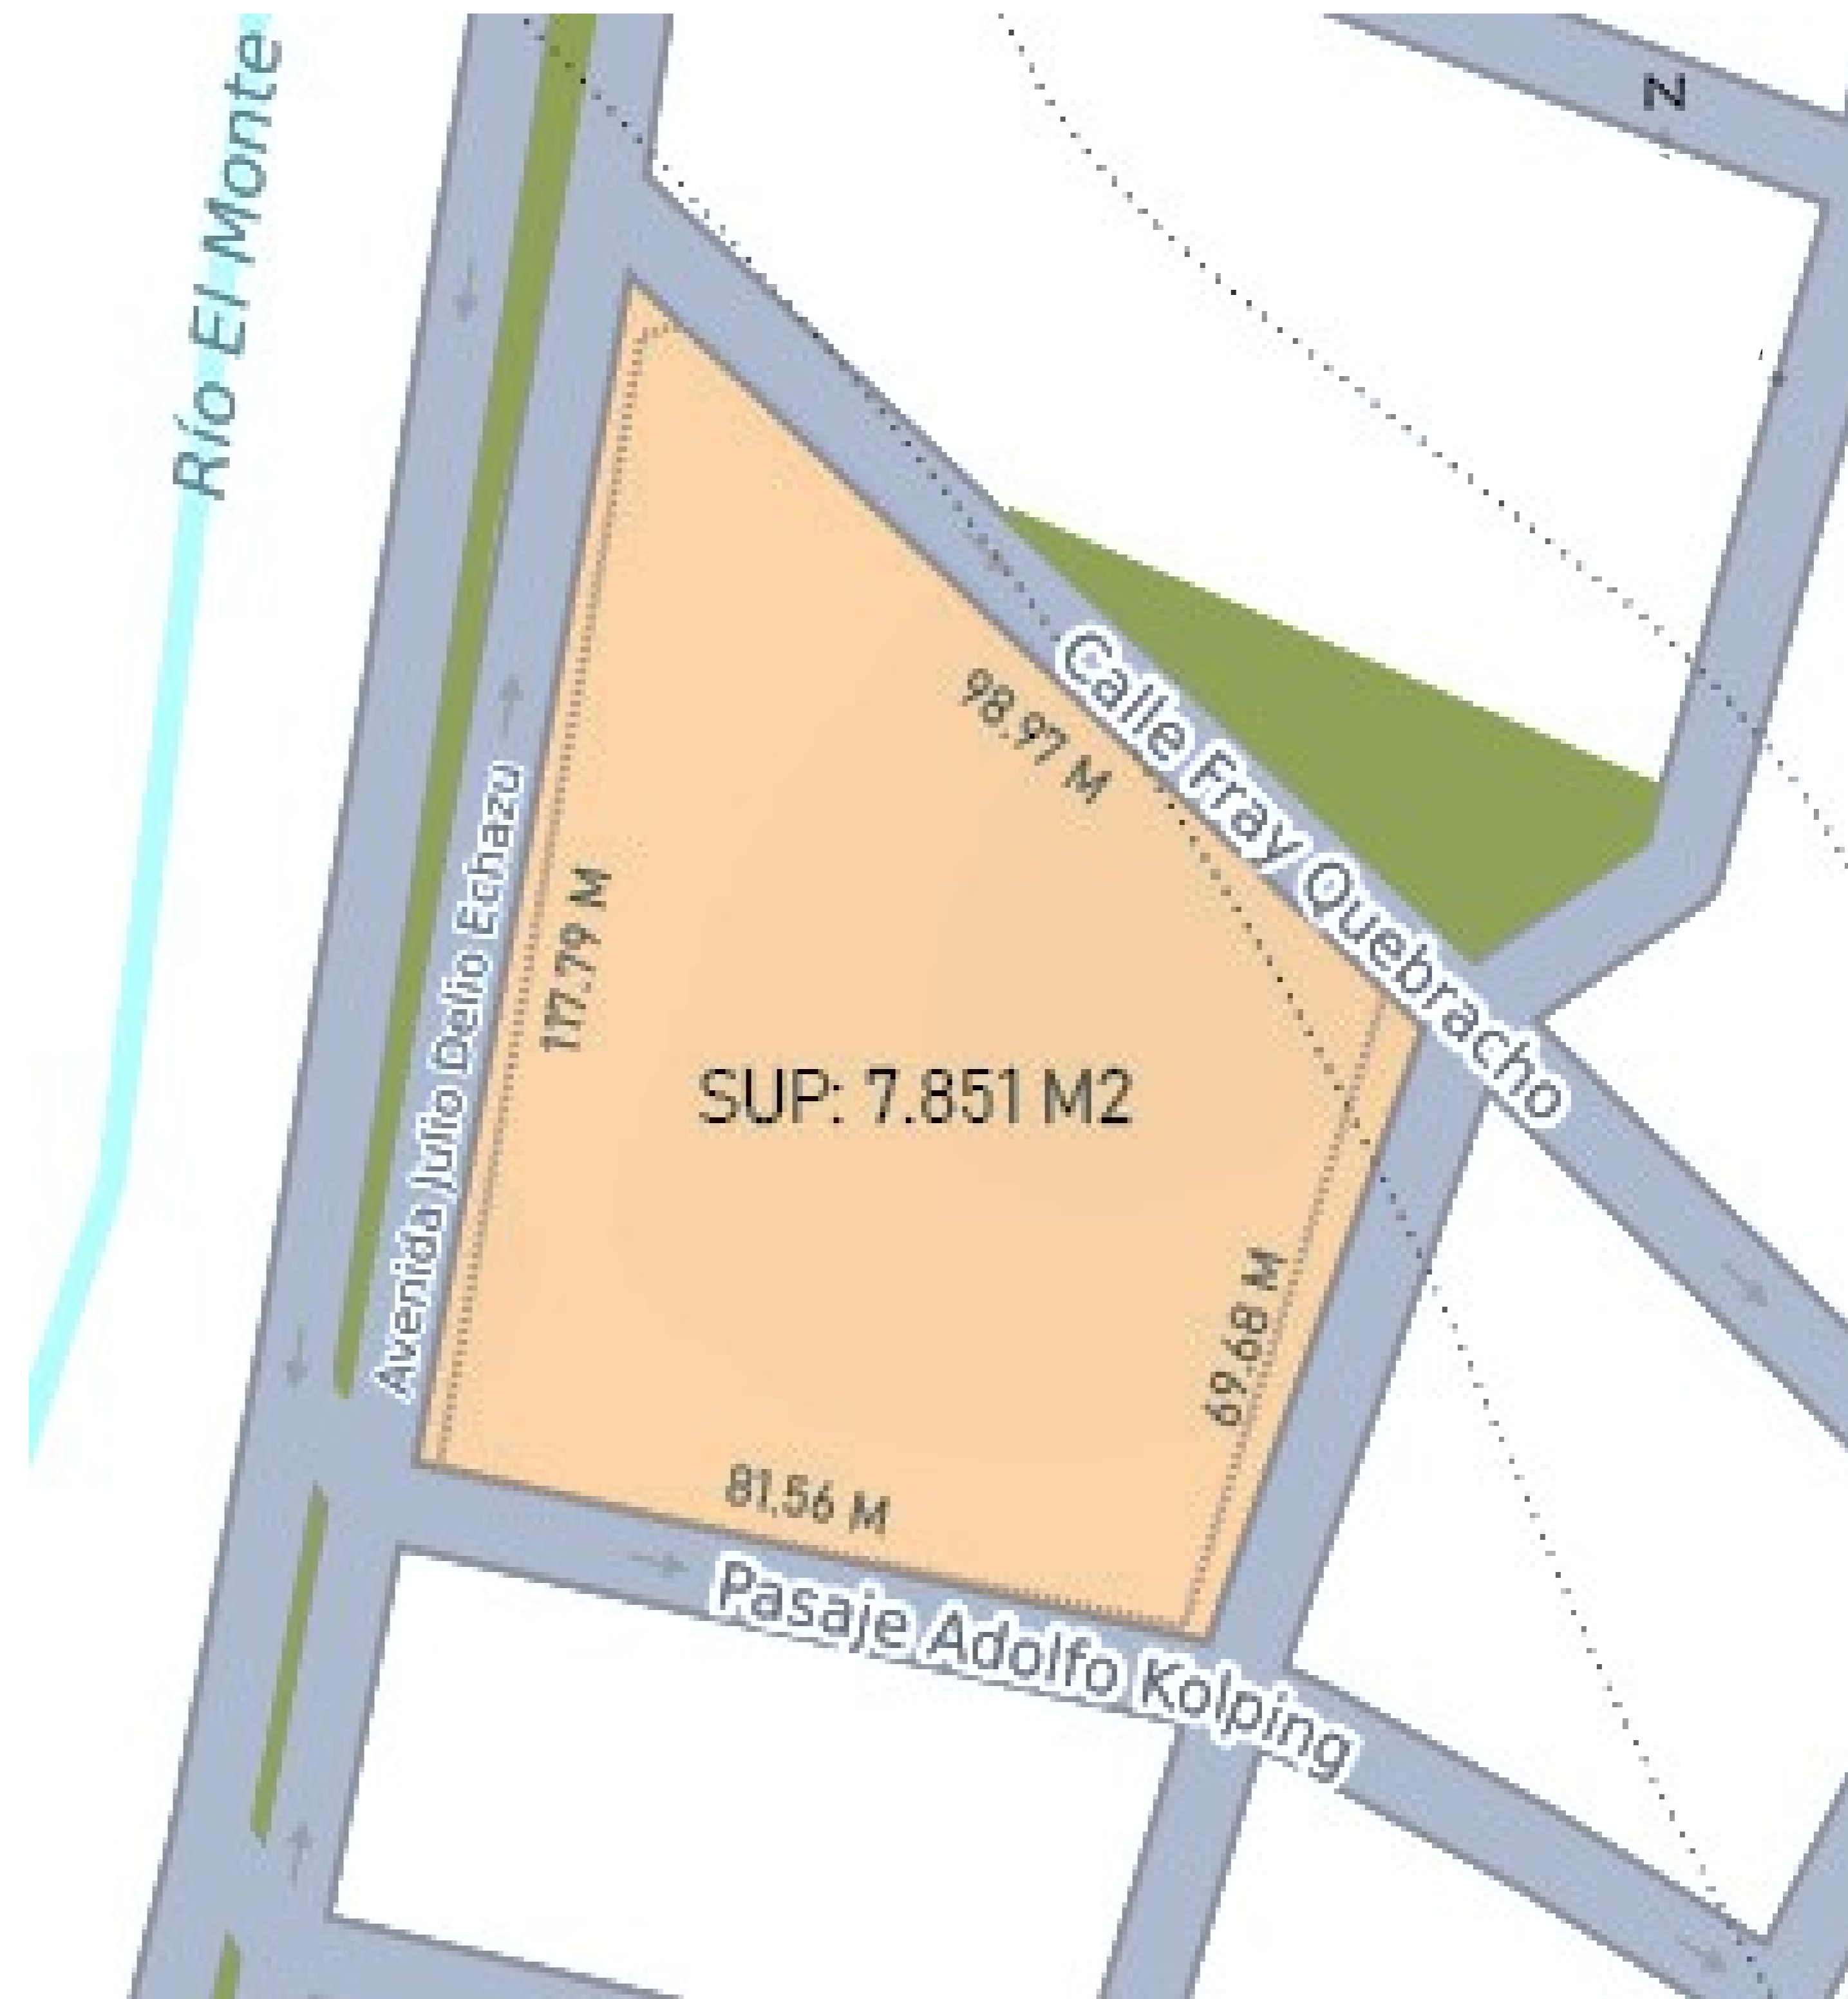 Río El Monte
N
Calle Fray Quebracho
98.97 M
Avenida Julio Delio Echazu
117.79 M
SUP: 7.851 M2
69.68 M
81.56 M
Pasaje Adolfo Kolping